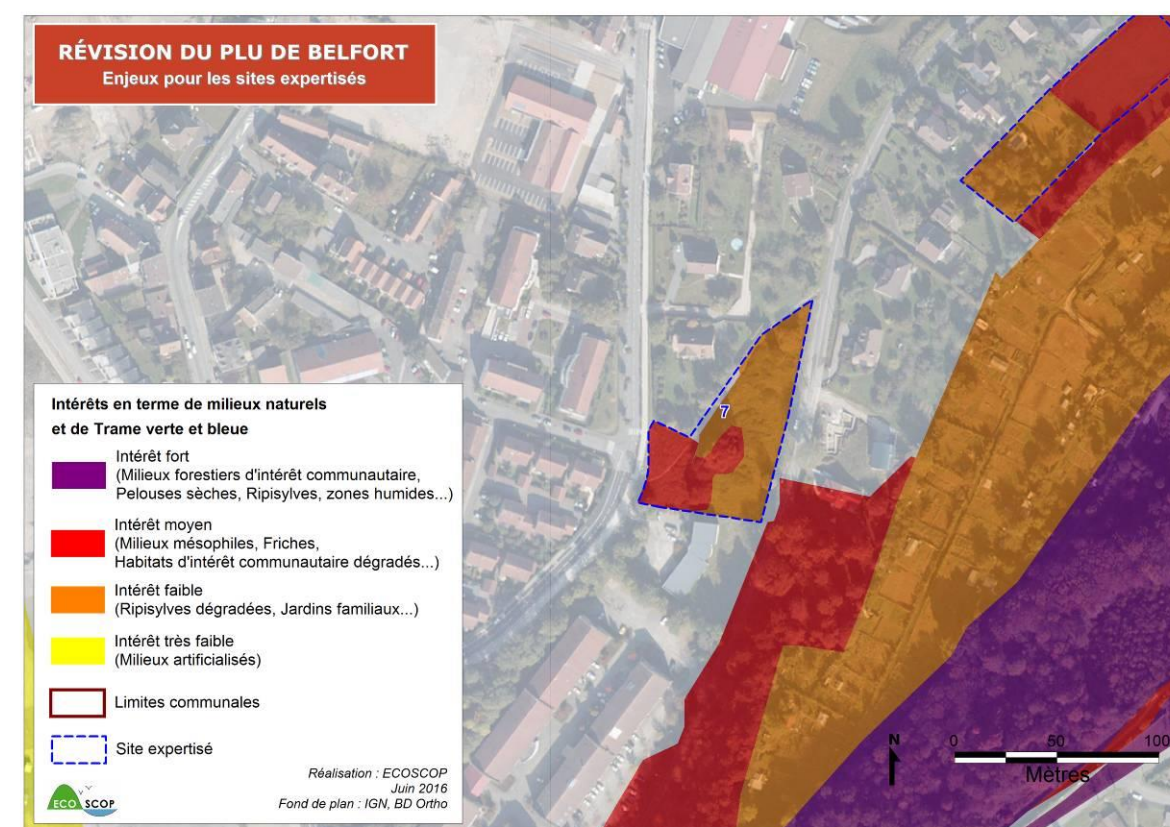 RÉVISION DU PLU DE BELFORT
Enjeux pour les sites expertisés
7
Intérêts en terme de milieux naturels
et de Trame verte et bleue
Intérêt fort
(Milieux forestiers d'intérêt communautaire,
Pelouses sèches, Ripisylves, zones humides...)
Intérêt moyen
(Milieux mésophiles, Friches,
Habitats d'intérêt communautaire dégradés...)
Intérêt faible
(Ripisylves dégradées, Jardins familiaux...)
Intérêt très faible
(Milieux artificialisés)
Limites communales
Site expertisé
Réalisation : ECOSCOP
Juin 2016
Fond de plan : IGN, BD Ortho
ECO SCOP
N
0 50 100
Mètres